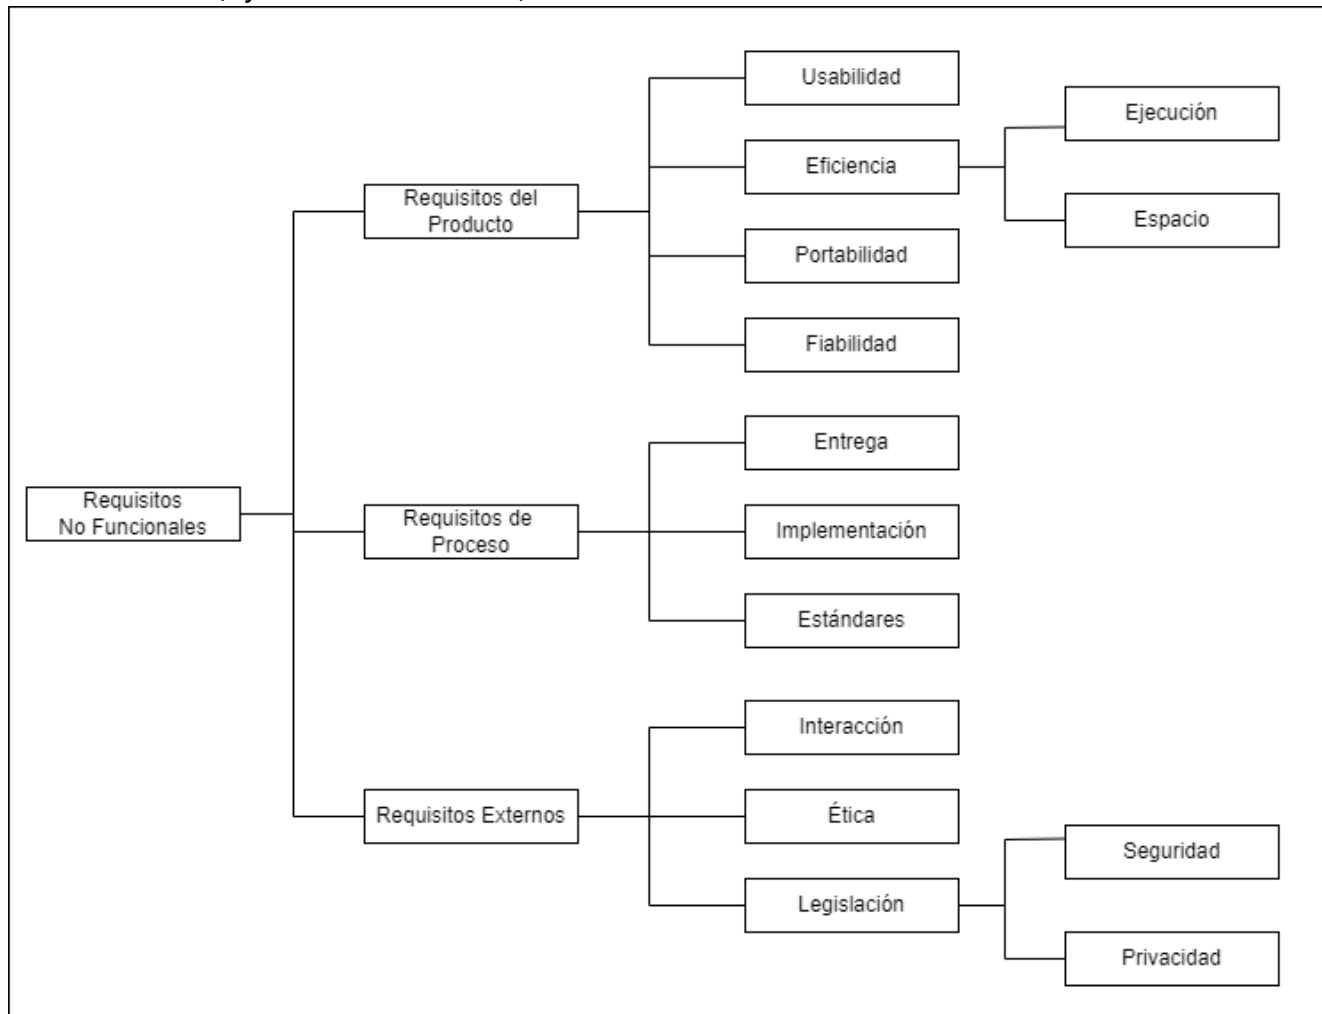 Usabilidad
Ejecución
Eficiencia
Requisitos del
Producto
Espacio
Portabilidad
Fiabilidad
Entrega
Requisitos
No Funcionales
Requisitos de
Proceso
Implementación
Estándares
Interacción
Requisitos Externos
Ética
Seguridad
Legislación
Privacidad